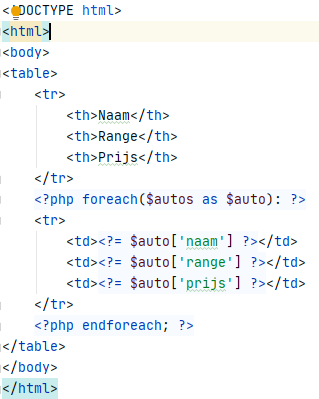 <!DOCTYPE html>
<html>
<body>
<table>
<tr>
<th>Naam</th>
<th>Range</th>
<th>Prijs</th>
</tr>
<?php foreach($autos as $auto): ?>
<tr>
<td><?= $auto['naam'] ?></td>
<td><?= $auto['range'] ?></td>
<td><?= $auto['prijs'] ?></td>
</tr>
<?php endforeach; ?>
</table>
</body>
</html>